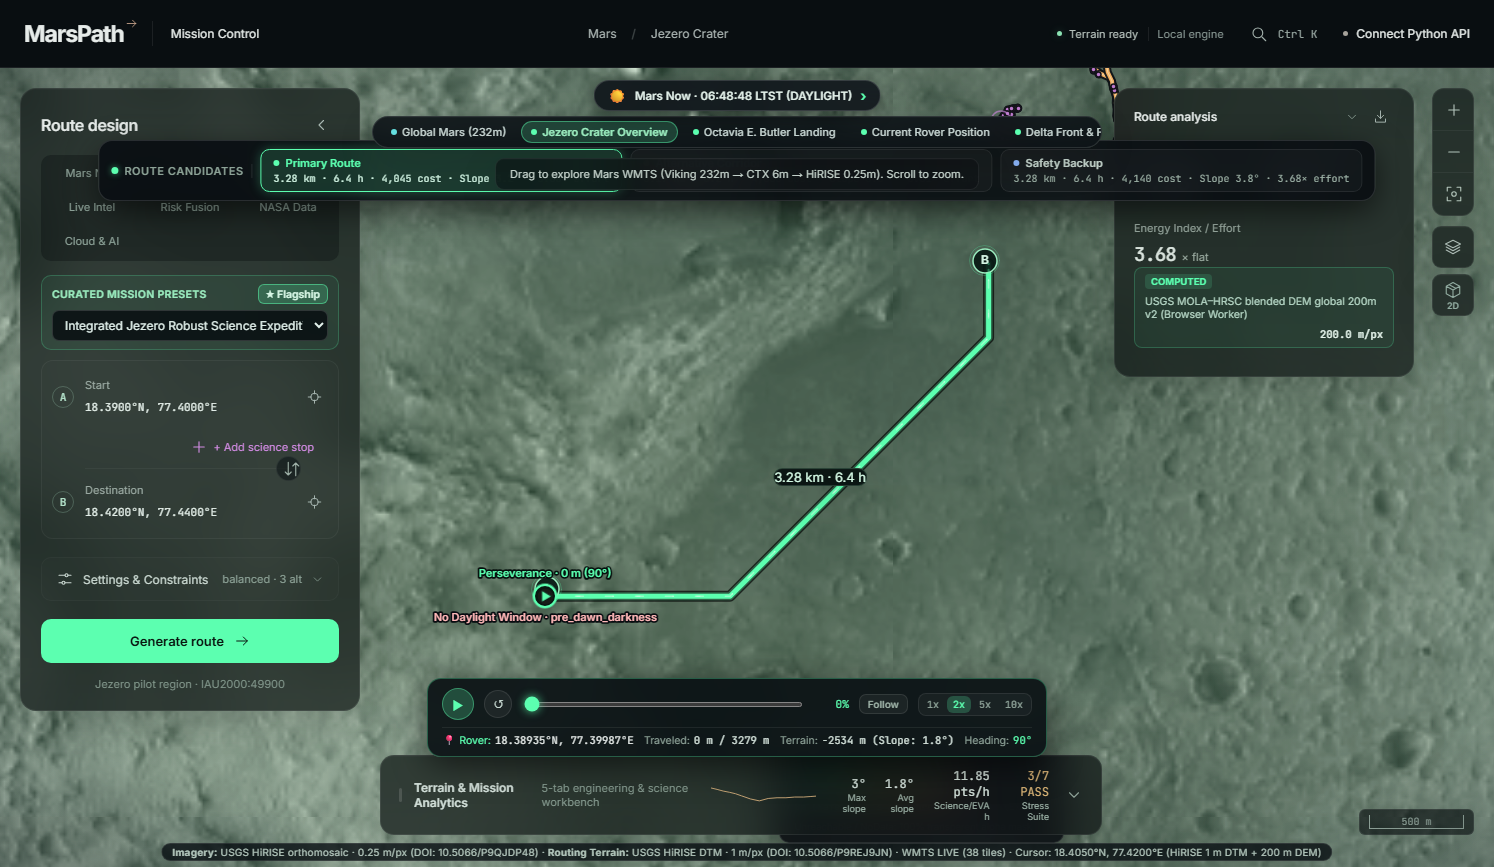 MarsPath
Mission Control
Mars / Jezero Crater
Terrain ready
Local engine
Ctrl K
Connect Python API
Mars Now · 06:48:48 LTST (DAYLIGHT) ›
Global Mars (232m)
Jezero Crater Overview
Octavia E. Butler Landing
Current Rover Position
Delta Front & F
Route design
ROUTE CANDIDATES
Primary Route
3.28 km · 6.4 h · 4,045 cost · Slope
Drag to explore Mars WMTS (Viking 232m → CTX 6m → HiRISE 0.25m). Scroll to zoom.
Safety Backup
3.28 km · 6.4 h · 4,140 cost · Slope 3.8° · 3.68× effort
Mars
Live Intel
Risk Fusion
NASA Data
Cloud & AI
CURATED MISSION PRESETS
★ Flagship
Integrated Jezero Robust Science Expedit
A
Start
18.3900°N, 77.4000°E
+ Add science stop
B
Destination
18.4200°N, 77.4400°E
Settings & Constraints
balanced · 3 alt
Generate route →
Jezero pilot region · IAU2000:49900
Route analysis
Energy Index / Effort
3.68 × flat
COMPUTED
USGS MOLA–HRSC blended DEM global 200m
v2 (Browser Worker)
200.0 m/px
2D
B
3.28 km · 6.4 h
Perseverance · 0 m (90°)
No Daylight Window · pre_dawn_darkness
0%
Follow
1x
2x
5x
10x
Rover: 18.38935°N, 77.39987°E
Traveled: 0 m / 3279 m
Terrain: -2534 m (Slope: 1.8°)
Heading: 90°
Terrain & Mission
Analytics
5-tab engineering & science
workbench
3°
Max
slope
1.8°
Avg
slope
11.85
pts/h
Science/EVA
h
3/7
PASS
Stress
Suite
500 m
Imagery: USGS HiRISE orthomosaic · 0.25 m/px (DOI: 10.5066/P9QJDP48) · Routing Terrain: USGS HiRISE DTM · 1 m/px (DOI: 10.5066/P9REJ9JN) · WMTS LIVE (38 tiles) · Cursor: 18.4050°N, 77.4200°E (HiRISE 1 m DTM + 200 m DEM)